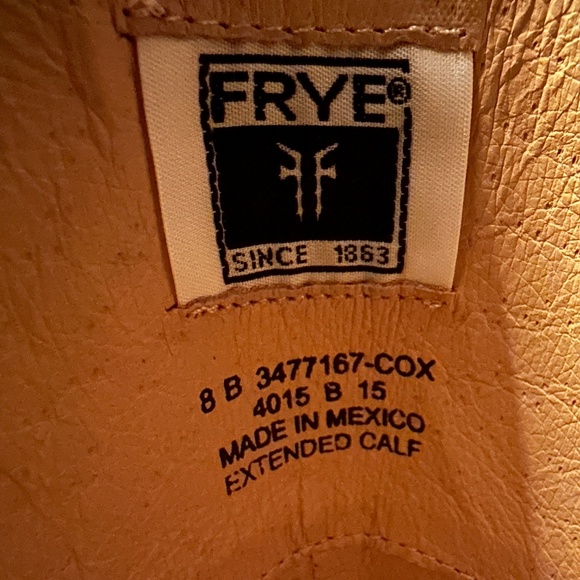 FRYE®
SINCE 1863
8 B 3477167-COX
4015 B 15
MADE IN MEXICO
EXTENDED CALF